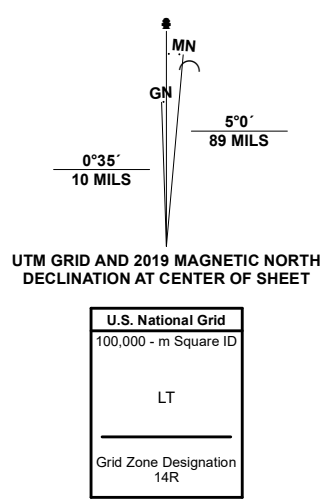 MN
GN
5°0´
89 MILS
0°35´
10 MILS
UTM GRID AND 2019 MAGNETIC NORTH
DECLINATION AT CENTER OF SHEET
U.S. National Grid
100,000 - m Square ID
LT
Grid Zone Designation
14R